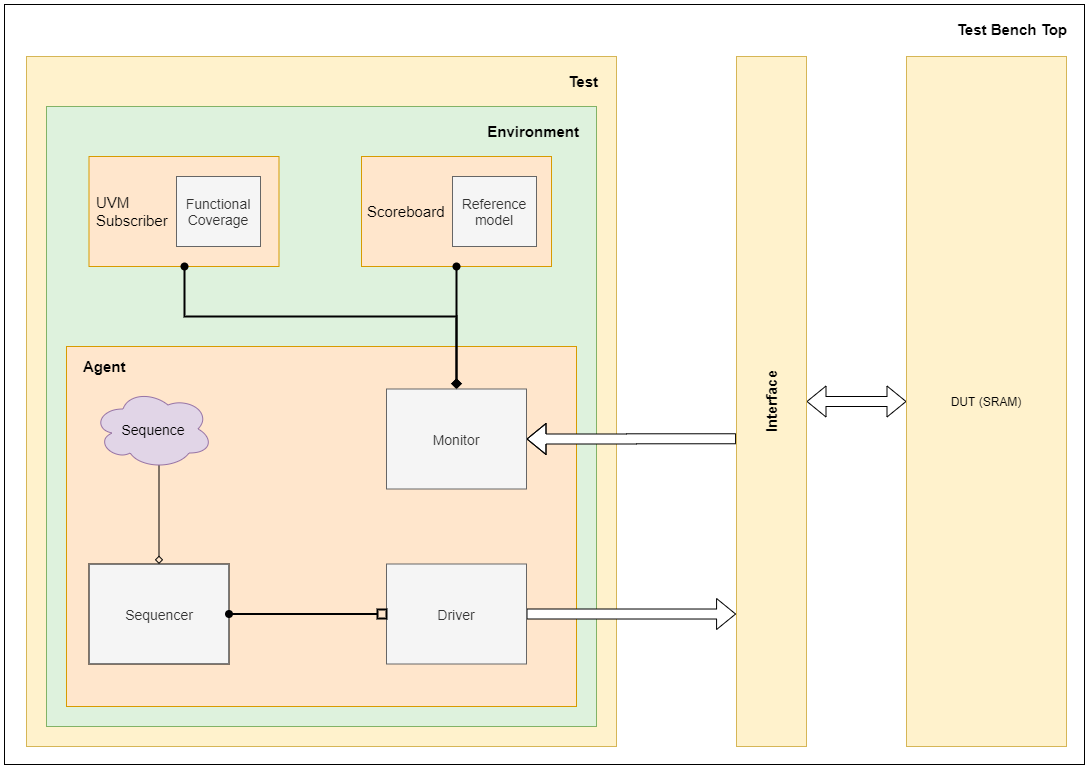 Test Bench Top
Test
Environment
UVM
Subscriber
Functional
Coverage
Scoreboard
Reference
model
Agent
Sequence
Monitor
Sequencer
Driver
Interface
DUT (SRAM)